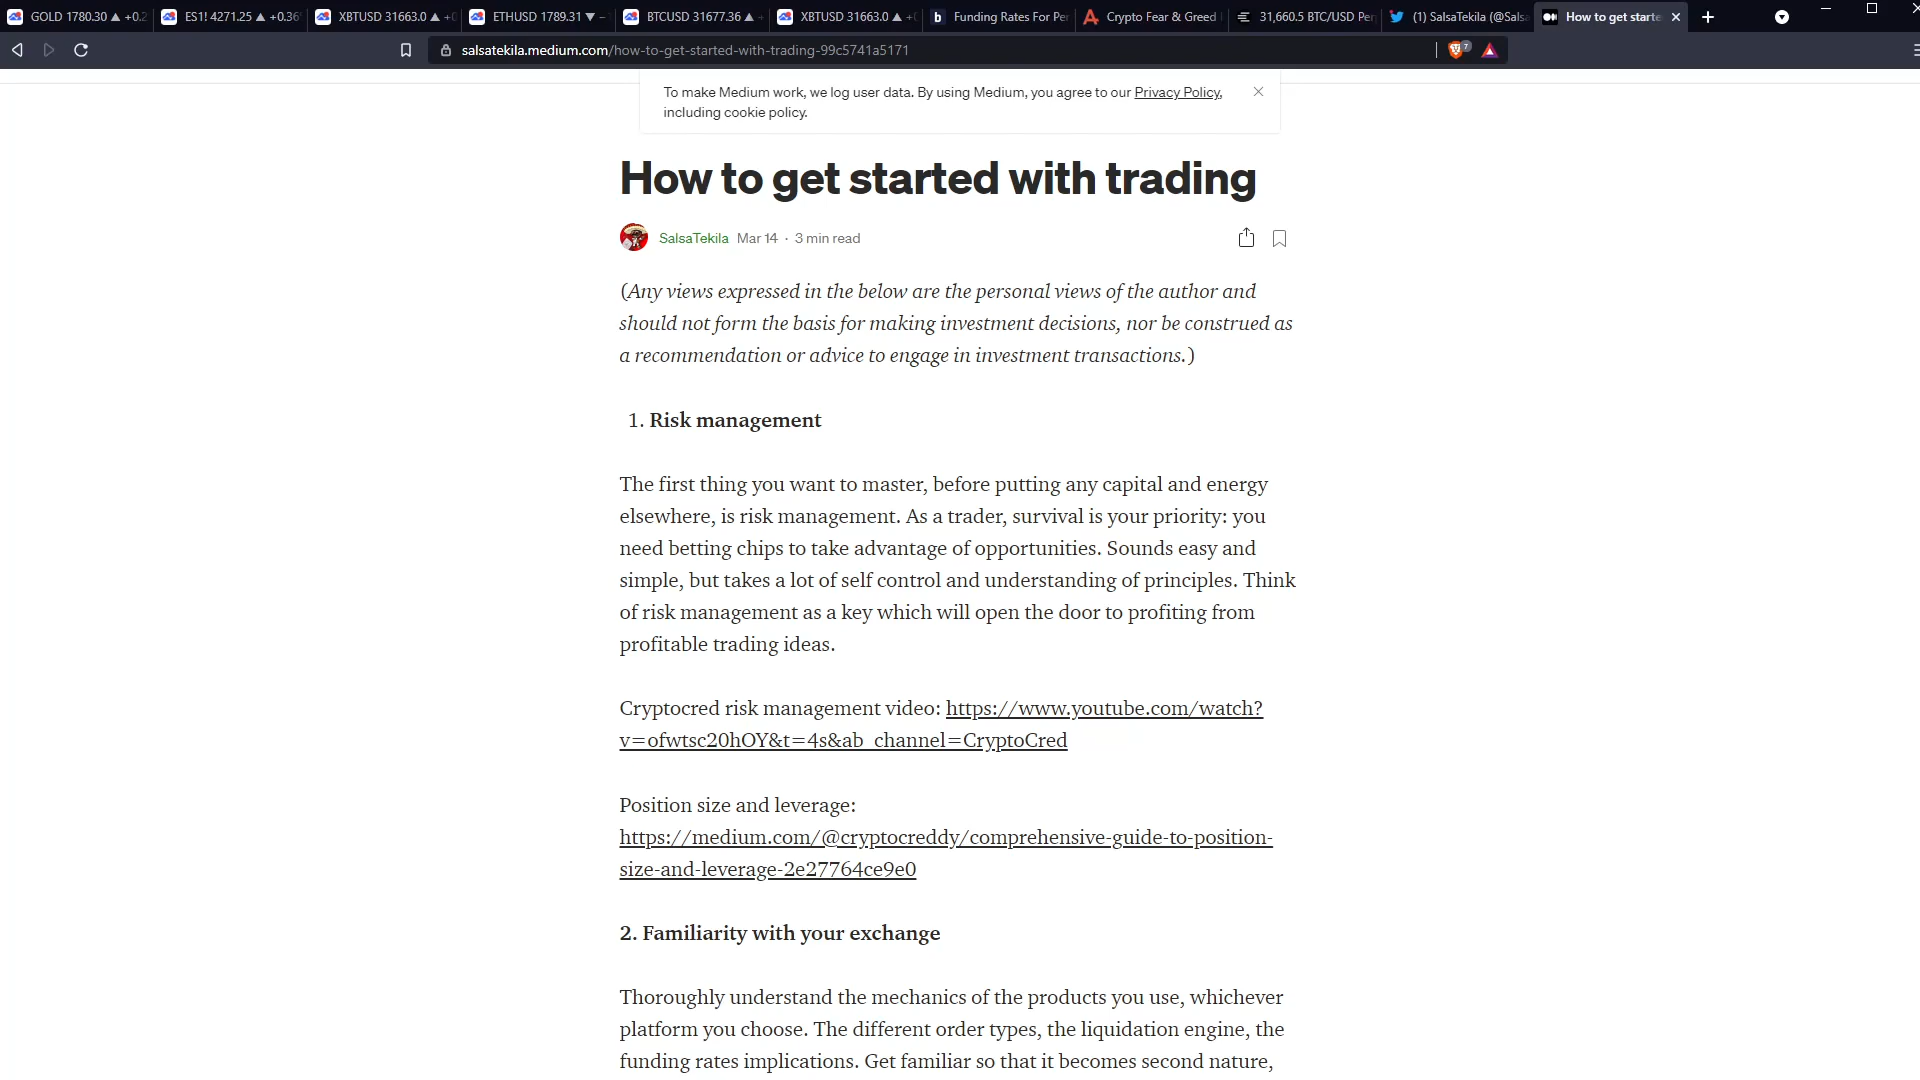 GOLD 1780.30 ▲ +0.2
ES1! 4271.25 ▲ +0.36
XBTUSD 31663.0 ▲ +0
ETHUSD 1789.31 ▼ −
BTCUSD 31677.36 ▲ +
XBTUSD 31663.0 ▲ +0
b Funding Rates For Per
Crypto Fear & Greed
31,660.5 BTC/USD Per
(1) SalsaTekila (@Salsa
How to get starte
salsatekila.medium.com/how-to-get-started-with-trading-99c5741a5171
7
To make Medium work, we log user data. By using Medium, you agree to our Privacy Policy,
including cookie policy.
How to get started with trading
SalsaTekila Mar 14 · 3 min read
(Any views expressed in the below are the personal views of the author and
should not form the basis for making investment decisions, nor be construed as
a recommendation or advice to engage in investment transactions.)
1. Risk management
The first thing you want to master, before putting any capital and energy
elsewhere, is risk management. As a trader, survival is your priority: you
need betting chips to take advantage of opportunities. Sounds easy and
simple, but takes a lot of self control and understanding of principles. Think
of risk management as a key which will open the door to profiting from
profitable trading ideas.
Cryptocred risk management video: https://www.youtube.com/watch?
v=ofwtsc20hOY&t=4s&ab_channel=CryptoCred
Position size and leverage:
https://medium.com/@cryptocreddy/comprehensive-guide-to-position-
size-and-leverage-2e27764ce9e0
2. Familiarity with your exchange
Thoroughly understand the mechanics of the products you use, whichever
platform you choose. The different order types, the liquidation engine, the
funding rates implications. Get familiar so that it becomes second nature,